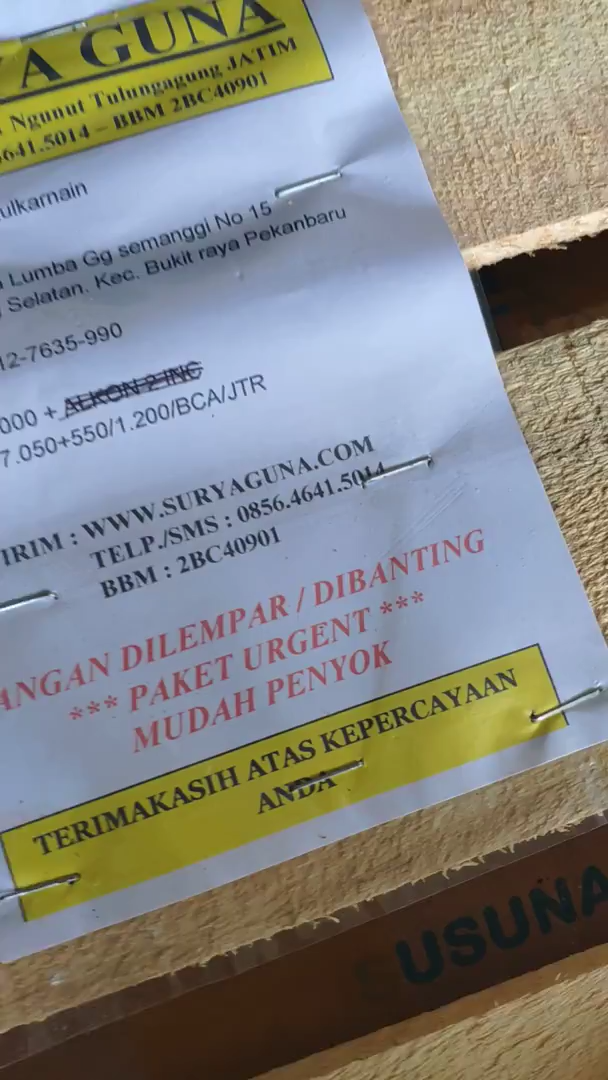 A GUNA
Ngunut Tulungagung JATIM
641.5014 – BBM 2BC40901
ulkarnain
Lumba Gg semanggi No 15
Selatan. Kec. Bukit raya Pekanbaru
12-7635-990
000 + ALKON 2 INC
7.050+550/1.200/BCA/JTR
IRIM : WWW.SURYAGUNA.COM
TELP./SMS : 0856.4641.5014
BBM : 2BC40901
ANGAN DILEMPAR / DIBANTING
*** PAKET URGENT ***
MUDAH PENYOK
TERIMAKASIH ATAS KEPERCAYAAN
ANDA
SUSUNA